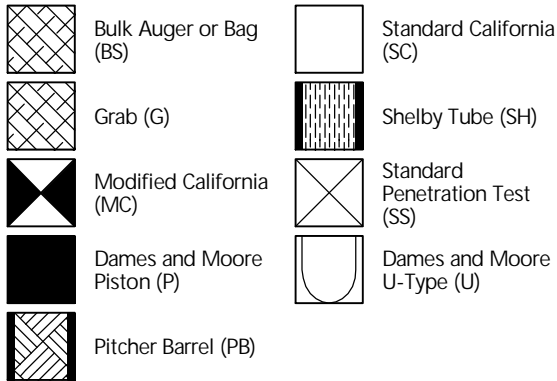 Bulk Auger or Bag
(BS)
Grab (G)
Modified California
(MC)
Dames and Moore
Piston (P)
Pitcher Barrel (PB)
Standard California
(SC)
Shelby Tube (SH)
Standard
Penetration Test
(SS)
Dames and Moore
U-Type (U)